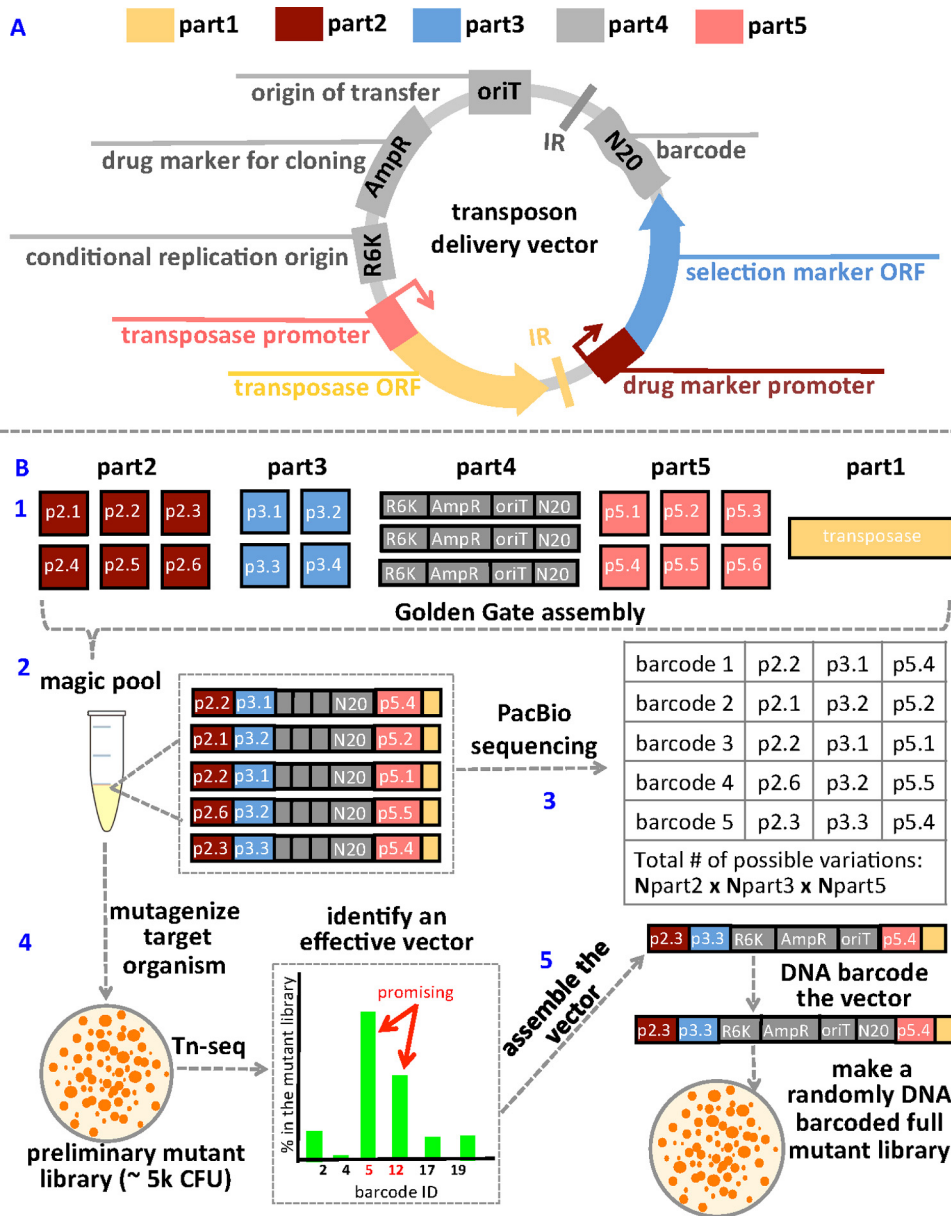 A
part1
part2
part3
part4
part5
origin of transfer
oriT
IR
N20
barcode
drug marker for cloning
AmpR
transposon
delivery vector
conditional replication origin
R6K
selection marker ORF
transposase promoter
IR
transposase ORF
drug marker promoter
B
part2
part3
part4
part5
part1
1
p2.1 p2.2 p2.3
p2.4 p2.5 p2.6
p3.1 p3.2
p3.3 p3.4
R6K AmpR oriT N20
R6K AmpR oriT N20
R6K AmpR oriT N20
p5.1 p5.2 p5.3
p5.4 p5.5 p5.6
transposase
Golden Gate assembly
2
magic pool
p2.2 p3.1 N20 p5.4
p2.1 p3.2 N20 p5.2
p2.2 p3.1 N20 p5.1
p2.6 p3.2 N20 p5.5
p2.3 p3.3 N20 p5.4
PacBio
sequencing
3
barcode 1 p2.2 p3.1 p5.4
barcode 2 p2.1 p3.2 p5.2
barcode 3 p2.2 p3.1 p5.1
barcode 4 p2.6 p3.2 p5.5
barcode 5 p2.3 p3.3 p5.4
Total # of possible variations:
Npart2 x Npart3 x Npart5
4
mutagenize
target
organism
Tn-seq
preliminary mutant
library (~ 5k CFU)
identify an
effective vector
promising
% in the mutant library
2 4 5 12 17 19
barcode ID
5
assemble the
vector
p2.3 p3.3 R6K AmpR oriT p5.4
DNA barcode
the vector
p2.3 p3.3 R6K AmpR oriT N20 p5.4
make a
randomly DNA
barcoded full
mutant library